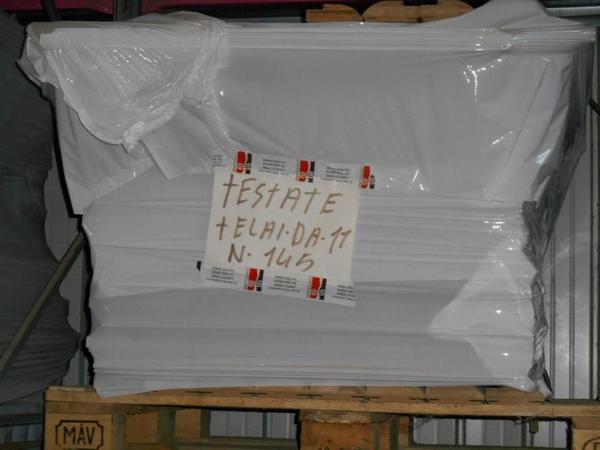 TESTATE
TELAI.DA.11
N.145
MÁV